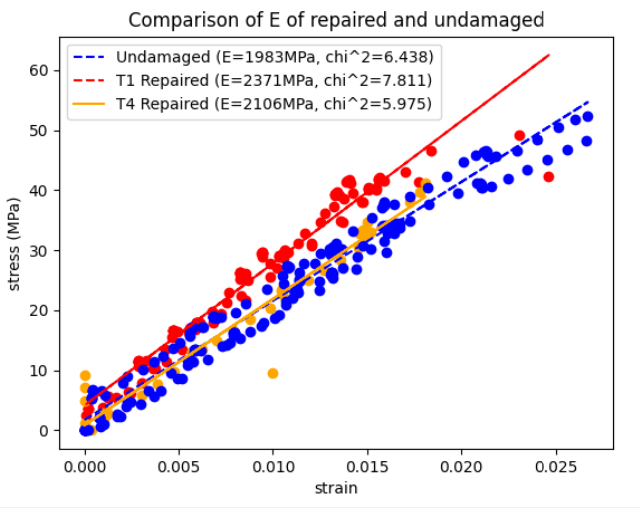 Comparison of E of repaired and undamaged
Undamaged (E=1983MPa, chi^2=6.438)
T1 Repaired (E=2371MPa, chi^2=7.811)
T4 Repaired (E=2106MPa, chi^2=5.975)
60
50
40
30
20
10
0
stress (MPa)
0.000 0.005 0.010 0.015 0.020 0.025
strain